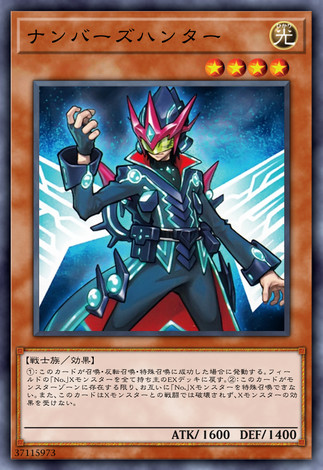 ナンバーズハンター
光
【戦士族／効果】
①：このカードが召喚・反転召喚・特殊召喚に成功した場合に発動する。フィー
ルドの「No.」Xモンスターを全て持ち主のEXデッキに戻す。②：このカードがモ
ンスターゾーンに存在する限り、お互いに「No.」Xモンスターを特殊召喚できな
い。また、このカードはXモンスターとの戦闘では破壊されず、Xモンスターの効
果を受けない。
ATK/ 1600 DEF/ 1400
37115973